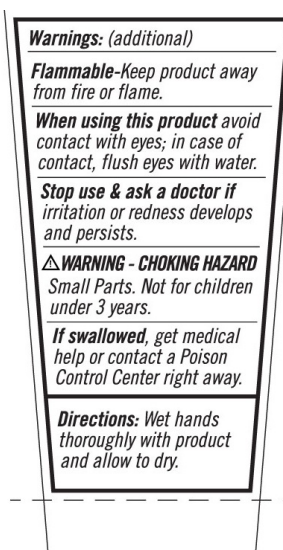 Warnings: (additional)
Flammable-Keep product away
from fire or flame.
When using this product avoid
contact with eyes; in case of
contact, flush eyes with water.
Stop use & ask a doctor if
irritation or redness develops
and persists.
⚠WARNING - CHOKING HAZARD
Small Parts. Not for children
under 3 years.
If swallowed, get medical
help or contact a Poison
Control Center right away.
Directions: Wet hands
thoroughly with product
and allow to dry.